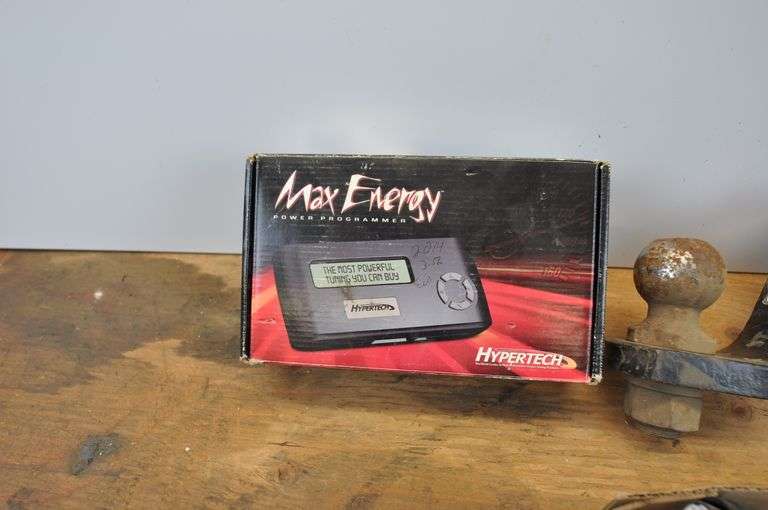 Max Energy
POWER PROGRAMMER
THE MOST POWERFUL
TUNING YOU CAN BUY
HYPERTECH
HYPERTECH